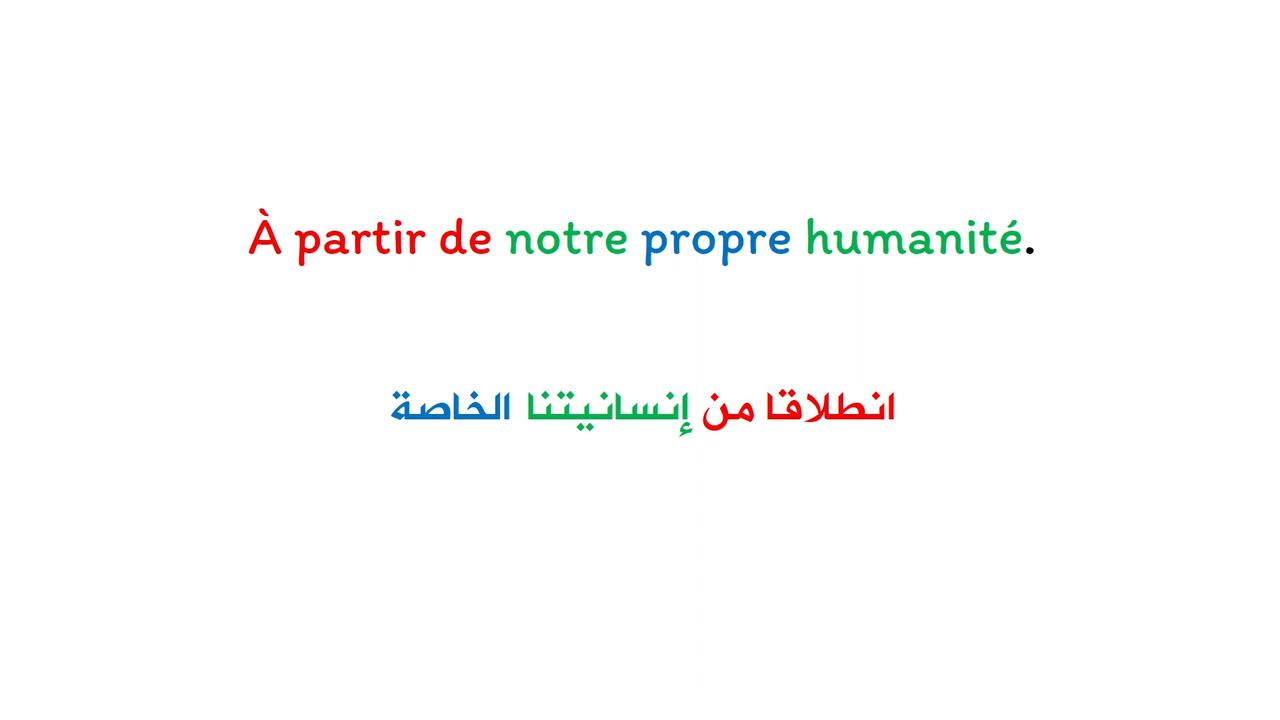 À partir de notre propre humanité.
انطلاقا من إنسانيتنا الخاصة